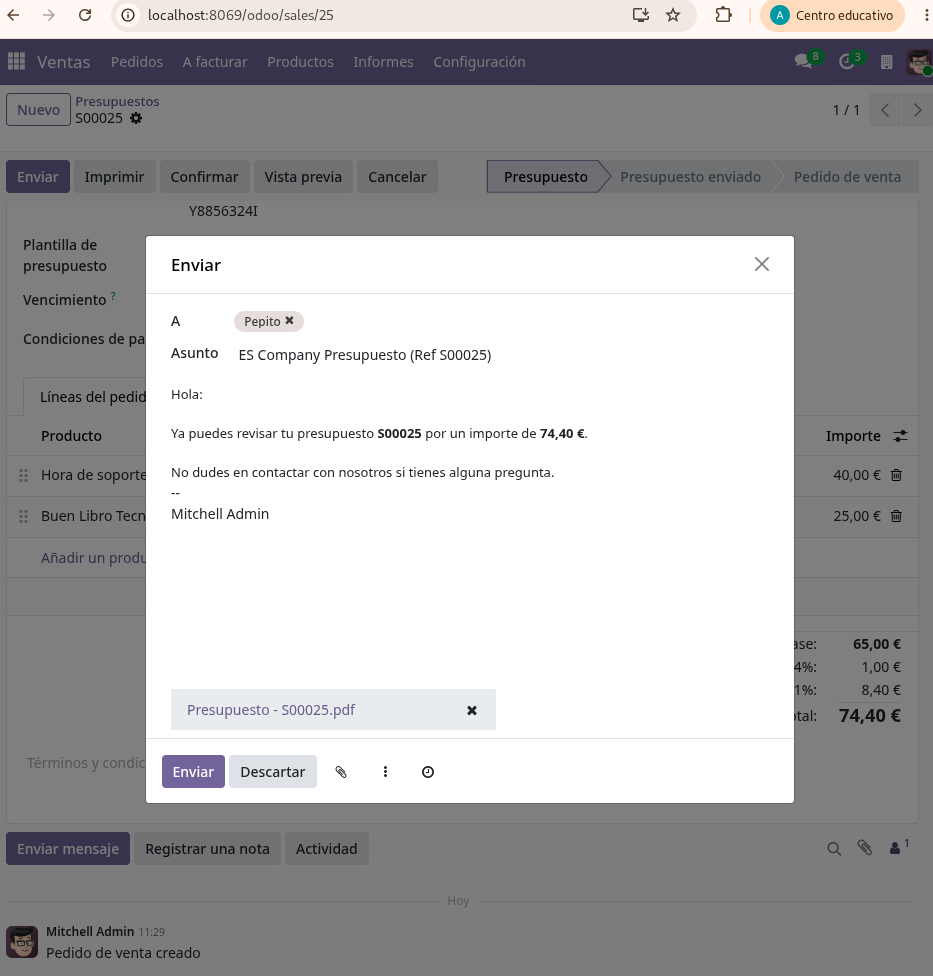 localhost:8069/odoo/sales/25
A Centro educativo
Ventas Pedidos A facturar Productos Informes Configuración 8 3
Nuevo
Presupuestos
S00025
1 / 1
Enviar Imprimir Confirmar Vista previa Cancelar Presupuesto Presupuesto enviado Pedido de venta
Y8856324I
Plantilla de
presupuesto
Vencimiento ?
Condiciones de pa
Líneas del pedid
Producto Importe
Hora de soporte 40,00 €
Buen Libro Tecn 25,00 €
Añadir un produ
ase: 65,00 €
4%: 1,00 €
1%: 8,40 €
otal: 74,40 €
Términos y condic
Enviar
A Pepito
Asunto ES Company Presupuesto (Ref S00025)
Hola:
Ya puedes revisar tu presupuesto S00025 por un importe de 74,40 €.
No dudes en contactar con nosotros si tienes alguna pregunta.
--
Mitchell Admin
Presupuesto - S00025.pdf
Enviar Descartar
Enviar mensaje Registrar una nota Actividad 1
Hoy
Mitchell Admin 11:29
Pedido de venta creado